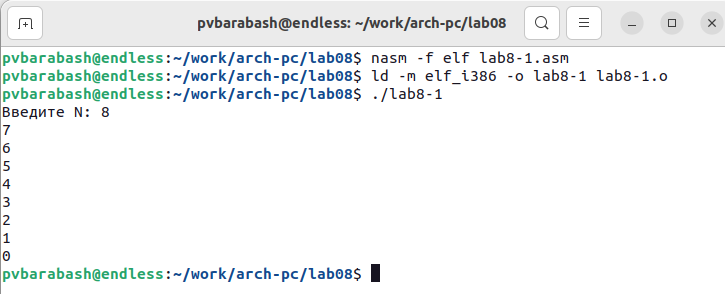 pvbarabash@endless: ~/work/arch-pc/lab08
pvbarabash@endless:~/work/arch-pc/lab08$ nasm -f elf lab8-1.asm
pvbarabash@endless:~/work/arch-pc/lab08$ ld -m elf_i386 -o lab8-1 lab8-1.o
pvbarabash@endless:~/work/arch-pc/lab08$ ./lab8-1
Введите N: 8
7
6
5
4
3
2
1
0
pvbarabash@endless:~/work/arch-pc/lab08$